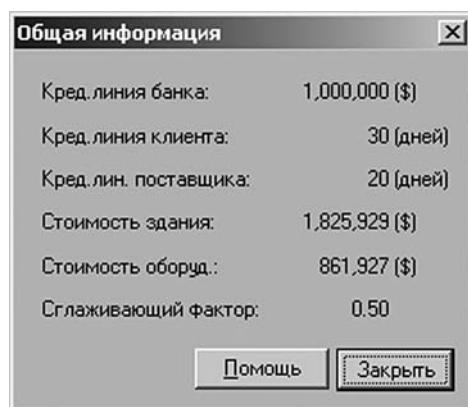 Общая информация
Кред.линия банка: 1,000,000 ($)
Кред.линия клиента: 30 (дней)
Кред.лин. поставщика: 20 (дней)
Стоимость здания: 1,825,929 ($)
Стоимость оборуд.: 861,927 ($)
Сглаживающий фактор: 0.50
Помощь Закрыть